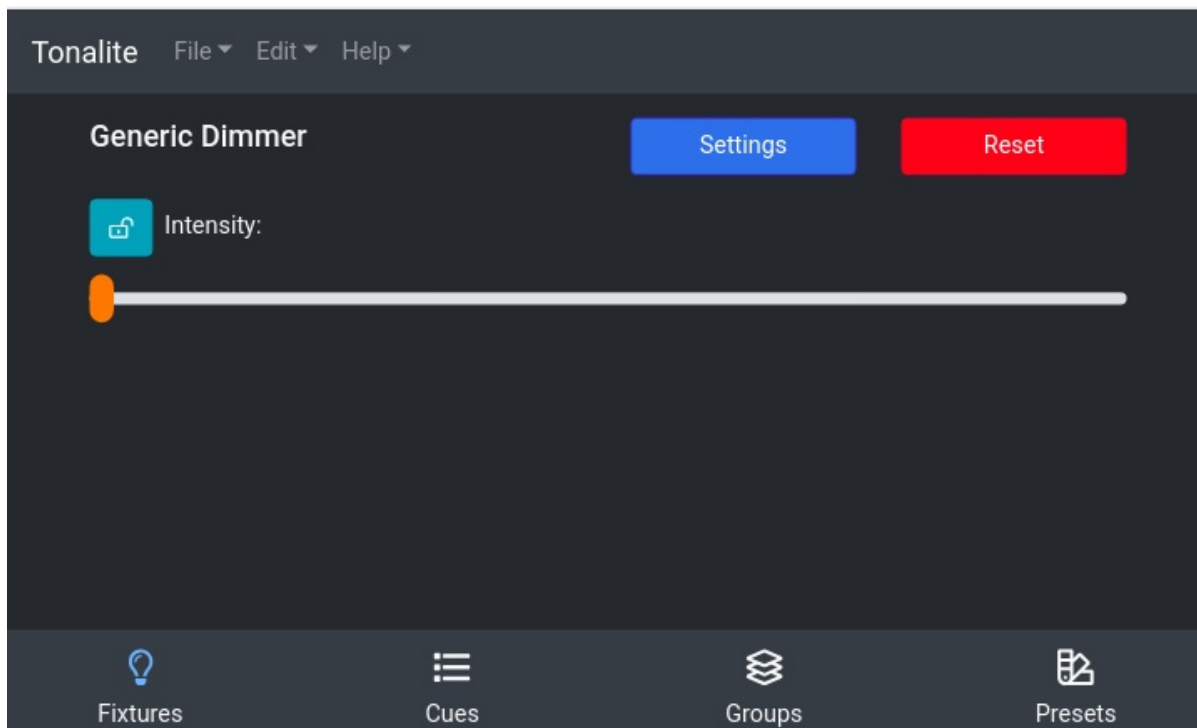 Tonalite File Edit Help
Generic Dimmer Settings Reset
Intensity:
Fixtures Cues Groups Presets